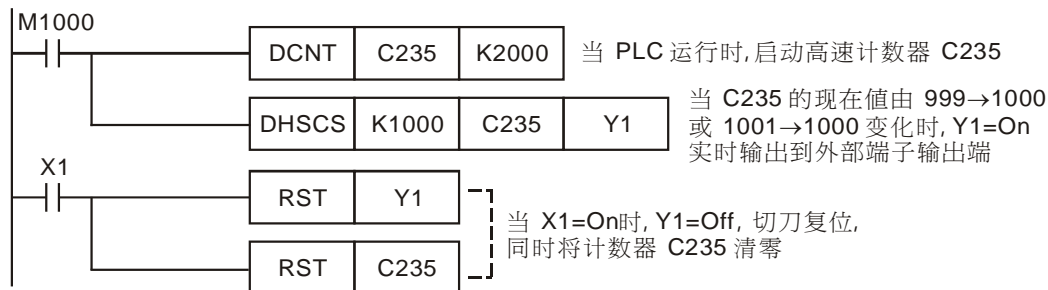 M1000
DCNT C235 K2000 当 PLC 运行时, 启动高速计数器 C235
DHSCS K1000 C235 Y1
当 C235 的现在値由 999→1000
或 1001→1000 变化时, Y1=On
实时输出到外部端子输出端
X1
RST Y1
RST C235
当 X1=On时, Y1=Off, 切刀复位,
同时将计数器 C235 清零